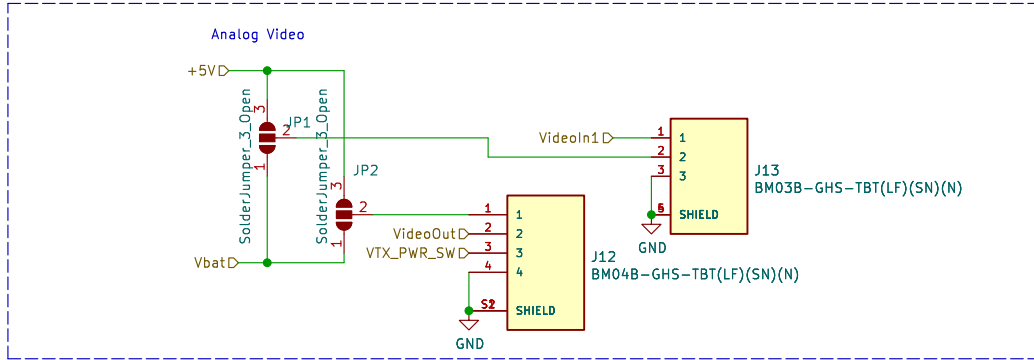 Analog Video
+5V
SolderJumper_3_Open
3
2
1
JP1
SolderJumper_3_Open
3
2
1
JP2
Vbat
VideoIn1
1
2
3
1
2
3
SHIELD
J13
BM03B-GHS-TBT(LF)(SN)(N)
GND
VideoOut
VTX_PWR_SW
1
2
3
4
1
2
3
4
SHIELD
J12
BM04B-GHS-TBT(LF)(SN)(N)
GND